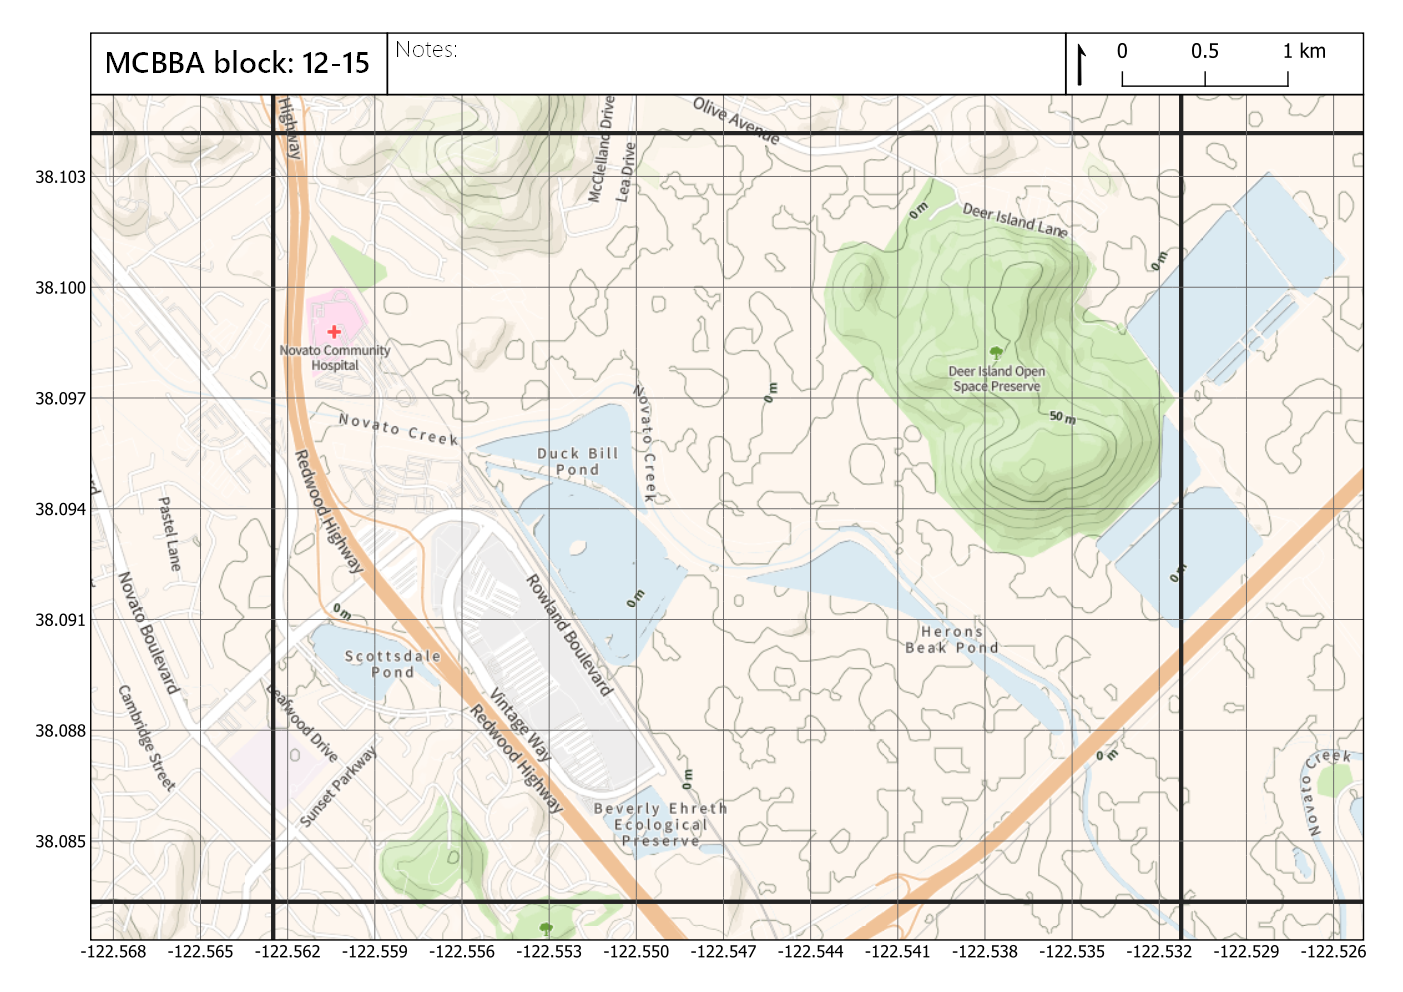 MCBBA block: 12-15
Notes:
0 0.5 1 km
Highway
McClelland Drive
Lea Drive
Olive Avenue
38.103
0 m
Deer Island Lane
0 m
38.100
Novato Community
Hospital
Deer Island Open
Space Preserve
0 m
38.097
50 m
Novato Creek
Novato Creek
Duck Bill
Pond
Redwood Highway
rd
Pastel Lane
38.094
0 m
Novato Boulevard
Rowland Boulevard
0 m
0 m
38.091
Herons
Beak Pond
Scottsdale
Pond
Cambridge Street
Leafwood Drive
Vintage Way
Redwood Highway
38.088
Sunset Parkway
0 m
0 m
Novato Creek
Beverly Ehreth
Ecological
Preserve
38.085
-122.568 -122.565 -122.562 -122.559 -122.556 -122.553 -122.550 -122.547 -122.544 -122.541 -122.538 -122.535 -122.532 -122.529 -122.526